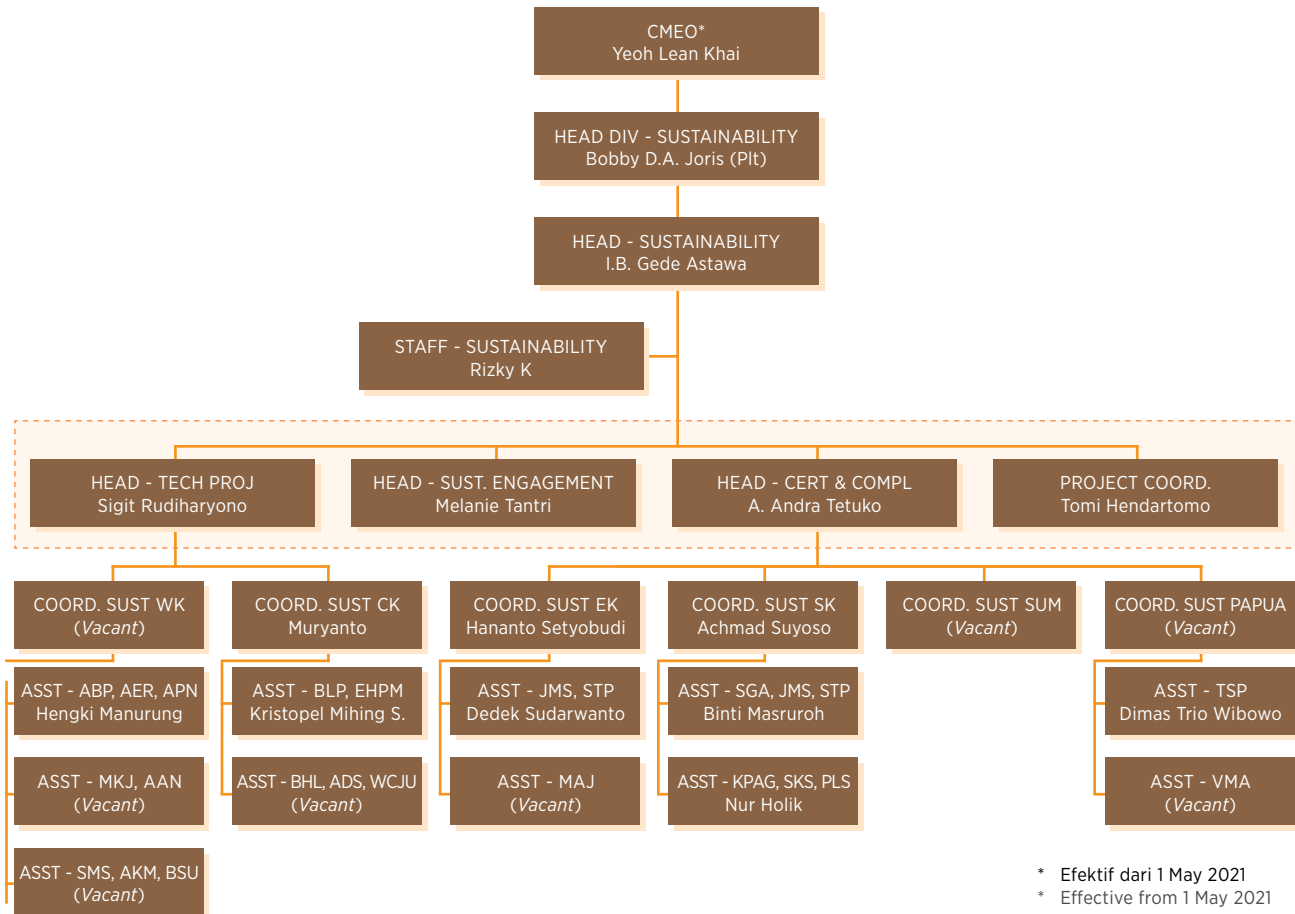 CMEO*
Yeoh Lean Khai
HEAD DIV - SUSTAINABILITY
Bobby D.A. Joris (Plt)
HEAD - SUSTAINABILITY
I.B. Gede Astawa
STAFF - SUSTAINABILITY
Rizky K
HEAD - TECH PROJ
Sigit Rudiharyono
HEAD - SUST. ENGAGEMENT
Melanie Tantri
HEAD - CERT & COMPL
A. Andra Tetuko
PROJECT COORD.
Tomi Hendartomo
COORD. SUST WK
(Vacant)
COORD. SUST CK
Muryanto
COORD. SUST EK
Hananto Setyobudi
COORD. SUST SK
Achmad Suyoso
COORD. SUST SUM
(Vacant)
COORD. SUST PAPUA
(Vacant)
ASST - ABP, AER, APN
Hengki Manurung
ASST - BLP, EHPM
Kristopel Mihing S.
ASST - JMS, STP
Dedek Sudarwanto
ASST - SGA, JMS, STP
Binti Masruroh
ASST - TSP
Dimas Trio Wibowo
ASST - MKJ, AAN
(Vacant)
ASST - BHL, ADS, WCJU
(Vacant)
ASST - MAJ
(Vacant)
ASST - KPAG, SKS, PLS
Nur Holik
ASST - VMA
(Vacant)
ASST - SMS, AKM, BSU
(Vacant)
* Efektif dari 1 May 2021
* Effective from 1 May 2021